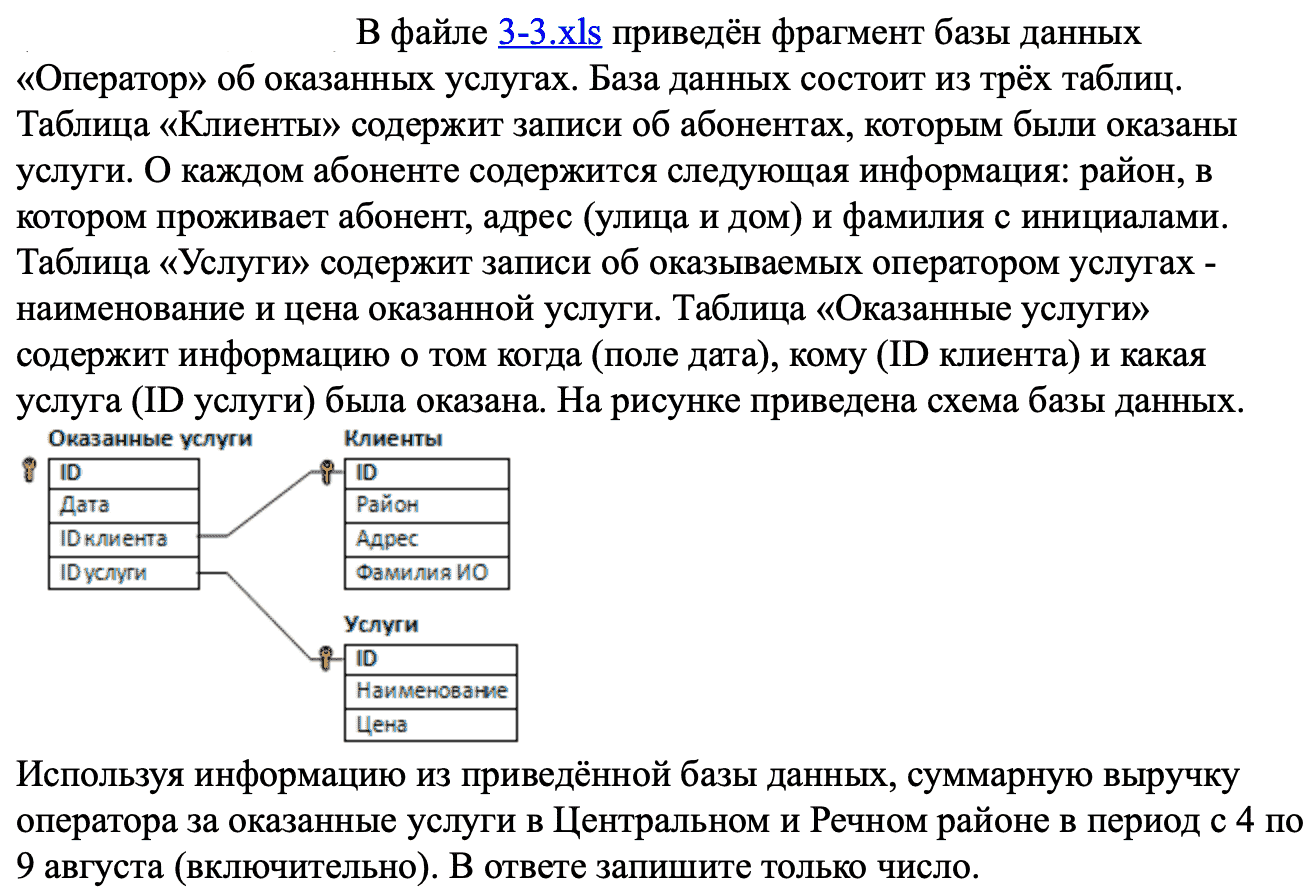 В файле 3-3.xls приведён фрагмент базы данных
«Оператор» об оказанных услугах. База данных состоит из трёх таблиц.
Таблица «Клиенты» содержит записи об абонентах, которым были оказаны
услуги. О каждом абоненте содержится следующая информация: район, в
котором проживает абонент, адрес (улица и дом) и фамилия с инициалами.
Таблица «Услуги» содержит записи об оказываемых оператором услугах -
наименование и цена оказанной услуги. Таблица «Оказанные услуги»
содержит информацию о том когда (поле дата), кому (ID клиента) и какая
услуга (ID услуги) была оказана. На рисунке приведена схема базы данных.
Оказанные услуги
ID
Дата
ID клиента
ID услуги
Клиенты
ID
Район
Адрес
Фамилия ИО
Услуги
ID
Наименование
Цена
Используя информацию из приведённой базы данных, суммарную выручку
оператора за оказанные услуги в Центральном и Речном районе в период с 4 по
9 августа (включительно). В ответе запишите только число.